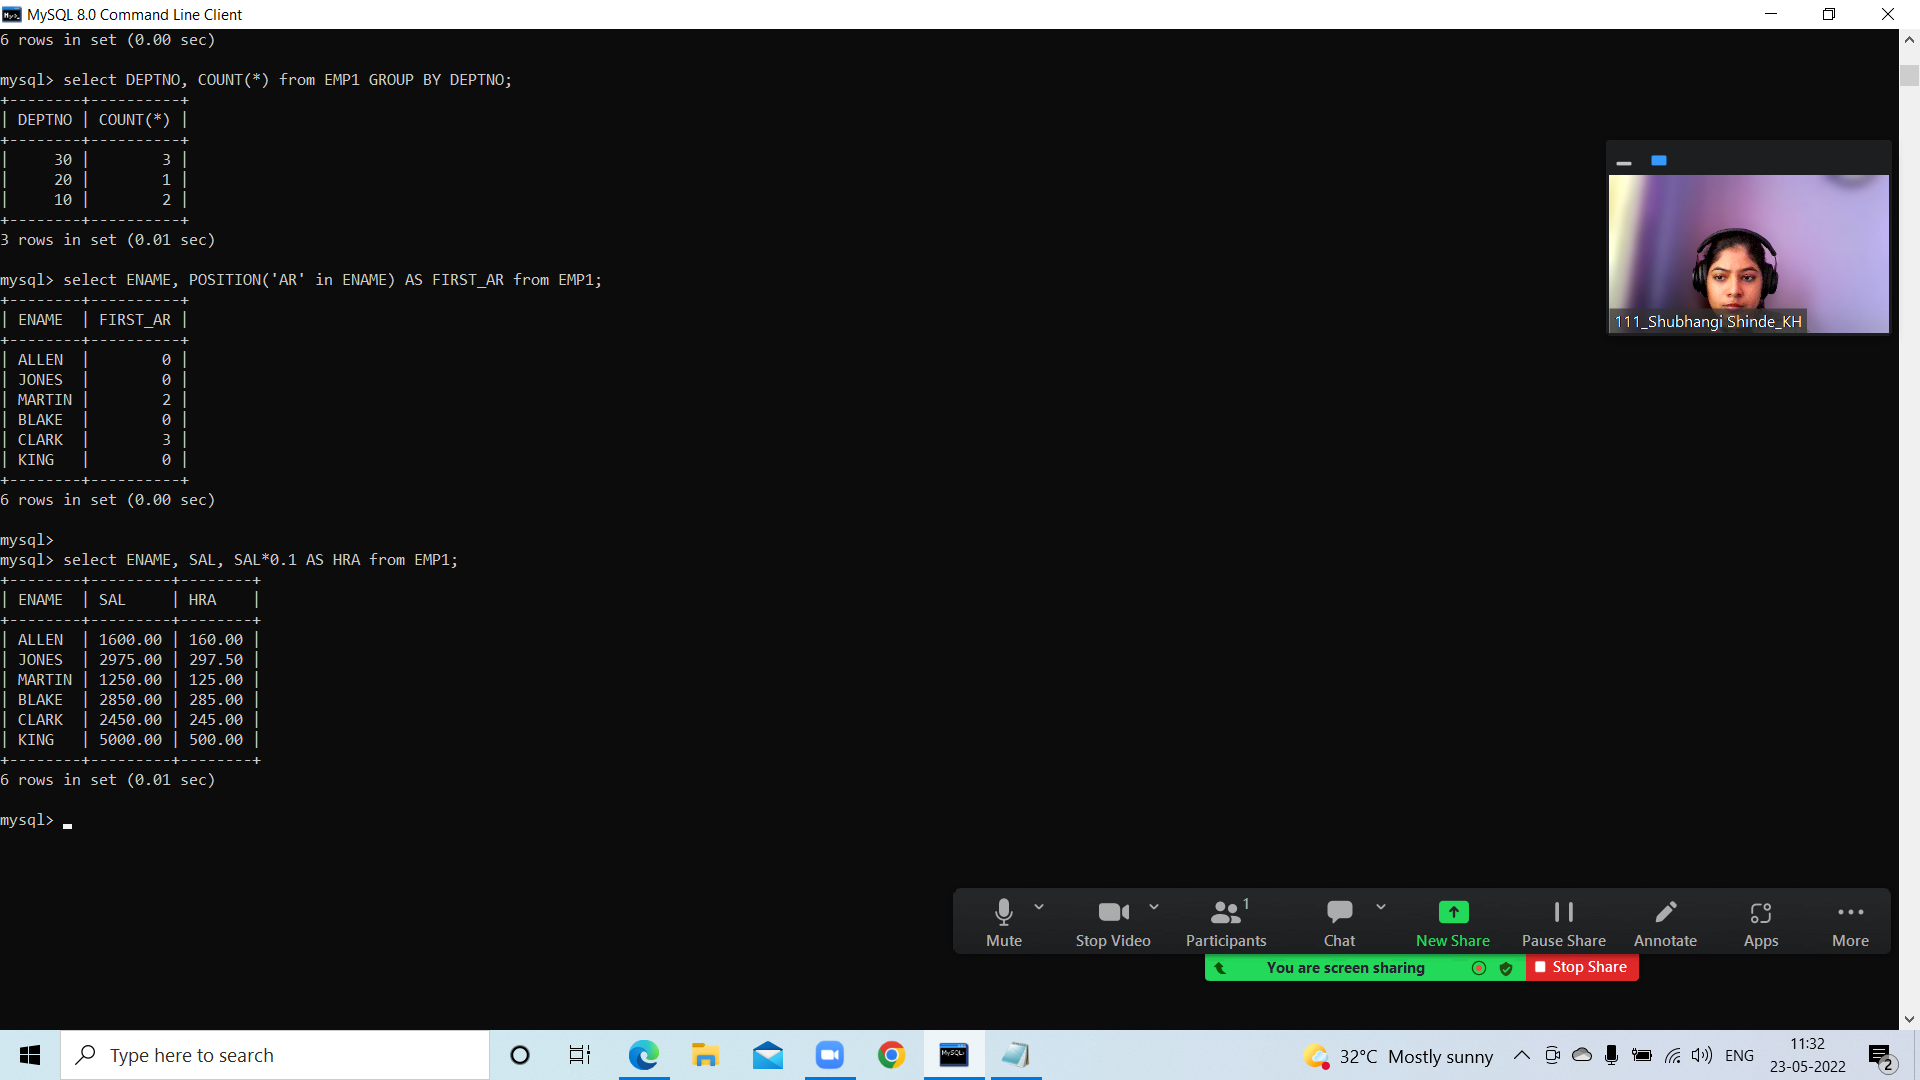 MySQL 8.0 Command Line Client
6 rows in set (0.00 sec)
mysql> select DEPTNO, COUNT(*) from EMP1 GROUP BY DEPTNO;
+--------+----------+
| DEPTNO | COUNT(*) |
+--------+----------+
|     30 |        3 |
|     20 |        1 |
|     10 |        2 |
+--------+----------+
3 rows in set (0.01 sec)
mysql> select ENAME, POSITION('AR' in ENAME) AS FIRST_AR from EMP1;
+--------+----------+
| ENAME  | FIRST_AR |
+--------+----------+
| ALLEN  |        0 |
| JONES  |        0 |
| MARTIN |        2 |
| BLAKE  |        0 |
| CLARK  |        3 |
| KING   |        0 |
+--------+----------+
6 rows in set (0.00 sec)
mysql>
mysql> select ENAME, SAL, SAL*0.1 AS HRA from EMP1;
+--------+---------+--------+
| ENAME  | SAL     | HRA    |
+--------+---------+--------+
| ALLEN  | 1600.00 | 160.00 |
| JONES  | 2975.00 | 297.50 |
| MARTIN | 1250.00 | 125.00 |
| BLAKE  | 2850.00 | 285.00 |
| CLARK  | 2450.00 | 245.00 |
| KING   | 5000.00 | 500.00 |
+--------+---------+--------+
6 rows in set (0.01 sec)
mysql>
111_Shubhangi Shinde_KH
1
Mute Stop Video Participants Chat New Share Pause Share Annotate Apps More
You are screen sharing Stop Share
Type here to search
MySQL
32°C Mostly sunny
ENG
11:32
23-05-2022
2